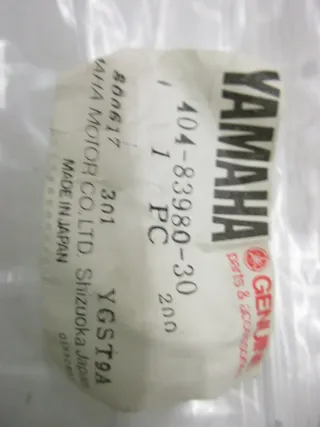 YAMAHA
GENUINE
parts & accessories
404-83980-30
1 PC 200
800617 301 YGST9A
YAMAHA MOTOR CO.LTD. Shizuoka Japan
MADE IN JAPAN